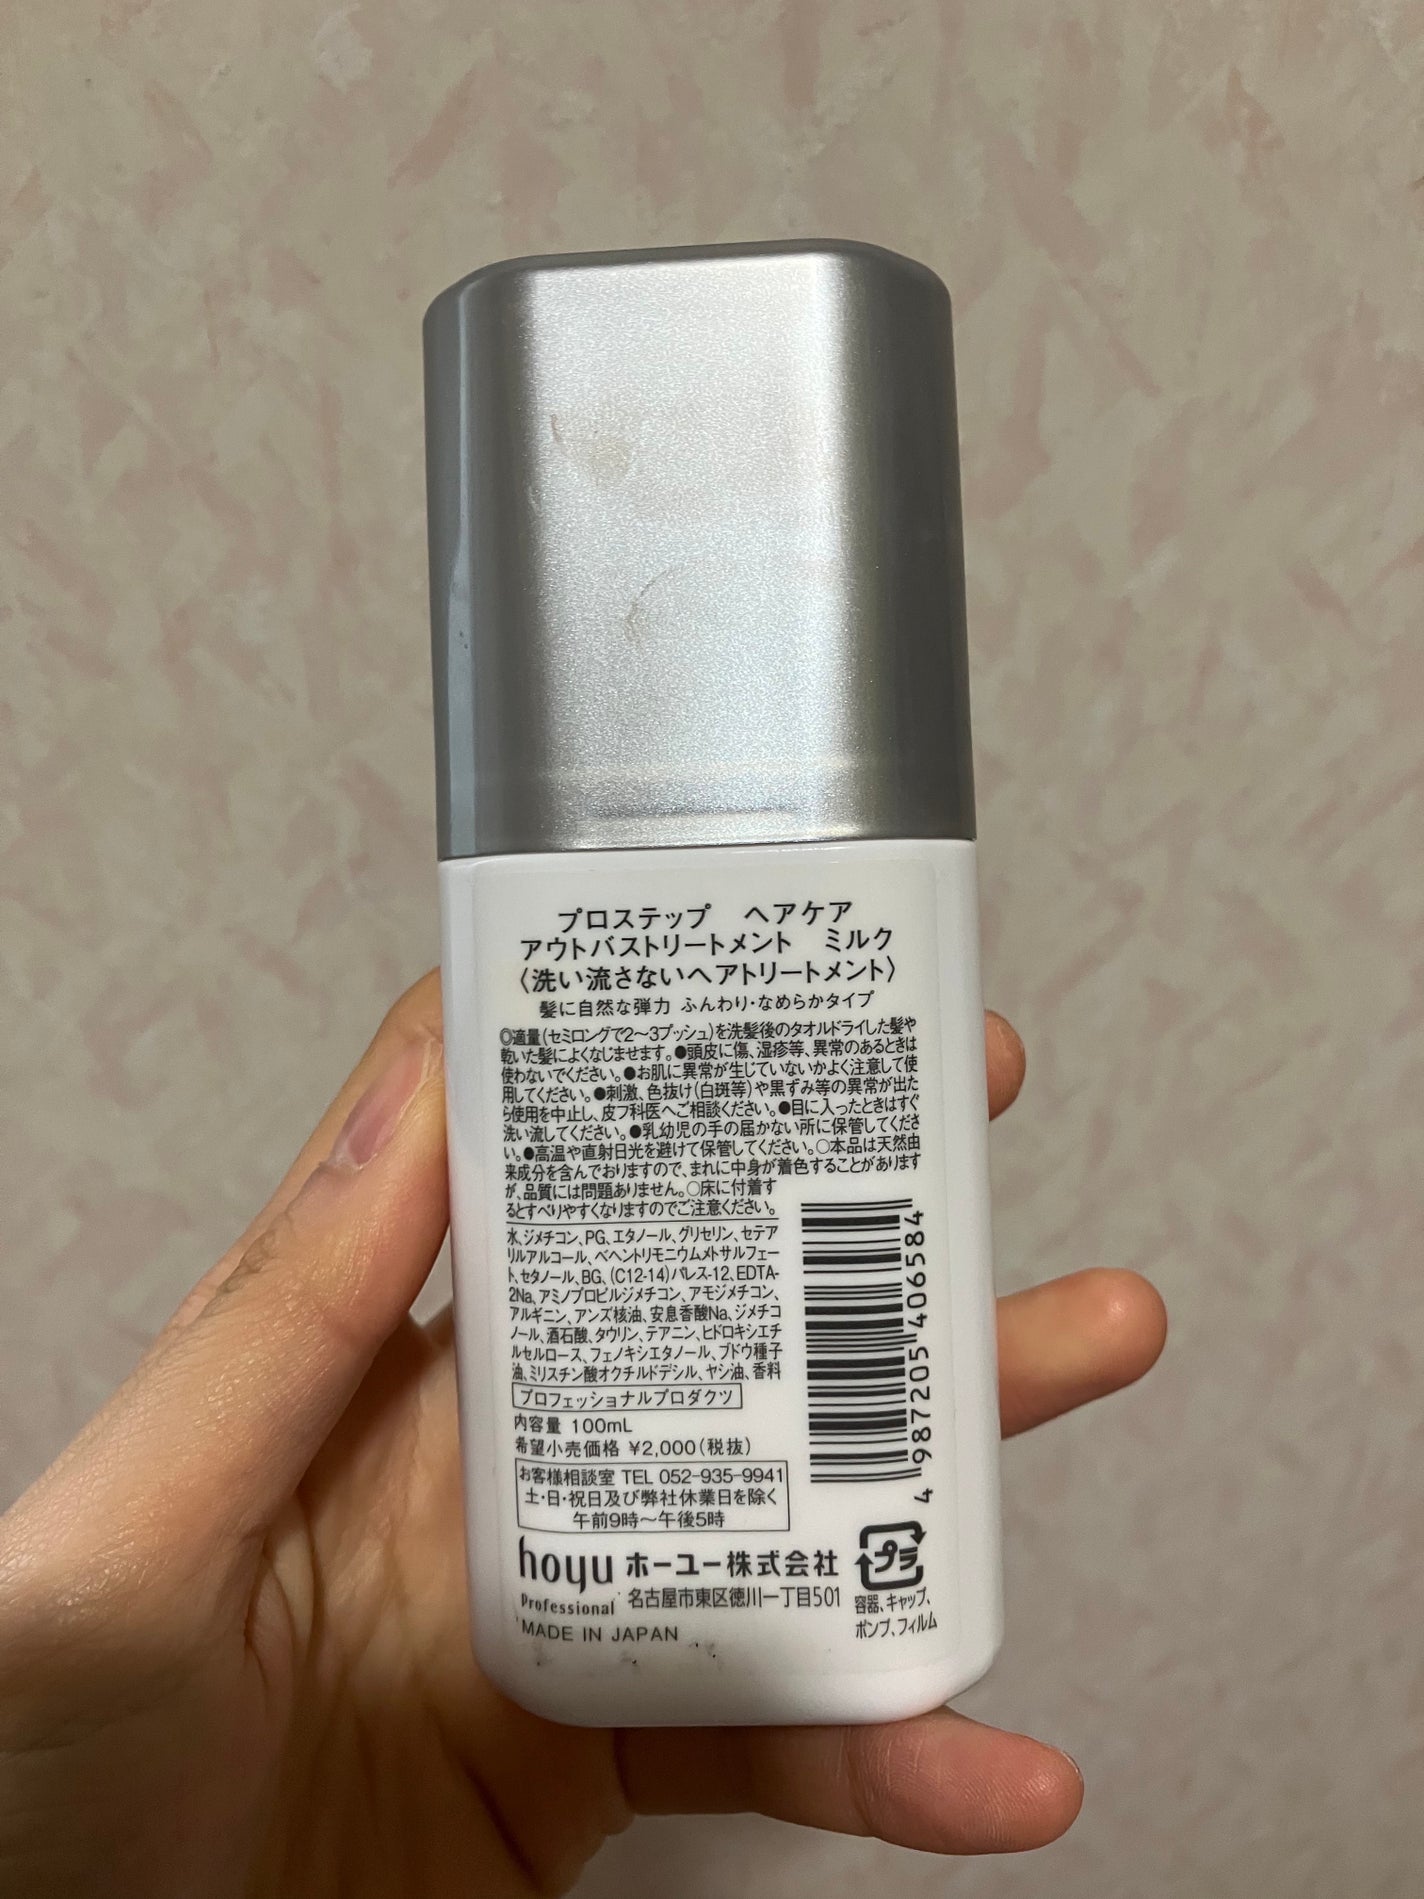 プロステップ ヘアケア
アウトバストリートメント ミルク
〈洗い流さないヘアトリートメント〉
髪に自然な弾力 ふんわり・なめらかタイプ
◎適量(セミロングで2〜3プッシュ)を洗髪後のタオルドライした髪や
乾いた髪によくなじませます。●頭皮に傷、湿疹等、異常のあるときは
使わないでください。●お肌に異常が生じていないかよく注意して使
用してください。●刺激、色抜け(白斑等)や黒ずみ等の異常が出た
ら使用を中止し、皮フ科医へご相談ください。●目に入ったときはすぐ
洗い流してください。●乳幼児の手の届かない所に保管してくださ
い。●高温や直射日光を避けて保管してください。○本品は天然由
来成分を含んでおりますので、まれに中身が着色することがあります
が、品質には問題ありません。○床に付着す
るとすべりやすくなりますのでご注意ください。
水、ジメチコン、PG、エタノール、グリセリン、セテア
リルアルコール、ベヘントリモニウムメトサルフェー
ト、セタノール、BG、(C12-14)パレス-12、EDTA-
2Na、アミノプロピルジメチコン、アモジメチコン、
アルギニン、アンズ核油、安息香酸Na、ジメチコ
ノール、酒石酸、タウリン、テアニン、ヒドロキシエチ
ルセルロース、フェノキシエタノール、ブドウ種子
油、ミリスチン酸オクチルドデシル、ヤシ油、香料
プロフェッショナルプロダクツ
内容量 100mL
希望小売価格 ¥2,000(税抜)
お客様相談室 TEL 052-935-9941
土・日・祝日及び弊社休業日を除く
午前9時〜午後5時
4 987205 406584
hoyu ホーユー株式会社
Professional 名古屋市東区徳川一丁目501
MADE IN JAPAN
プラ
容器、キャップ、
ポンプ、フィルム